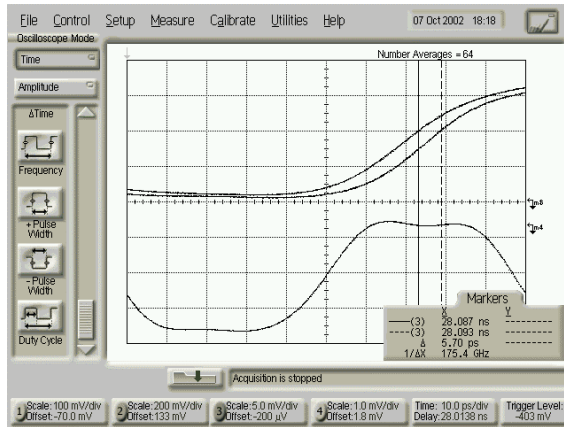 File Control Setup Measure Calibrate Utilities Help 07 Oct 2002 18:18
Oscilloscope Mode
Time
Amplitude
Number Averages = 64
ΔTime
Frequency
+ Pulse
Width
- Pulse
Width
Duty Cycle
m8
m4
Markers
X Y
——(3) 28.087 ns ---------
----(3) 28.093 ns ---------
Δ 5.70 ps ---------
1/ΔX 175.4 GHz
Acquisition is stopped
1 Scale:100 mV/div
Offset:-70.0 mV
2 Scale:200 mV/div
Offset:133 mV
3 Scale:5.0 mV/div
Offset:-200 µV
4 Scale:1.0 mV/div
Offset:1.8 mV
Time: 10.0 ps/div
Delay:28.0138 ns
Trigger Level:
-403 mV